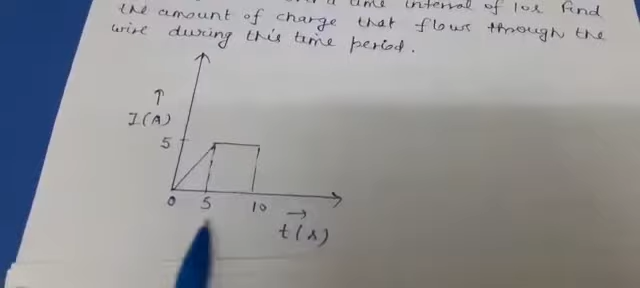 time interval of 10s find
the amount of charge that flows through the
wire during this time period.
↑
I(A)
5
0 5 10 →
t(s)